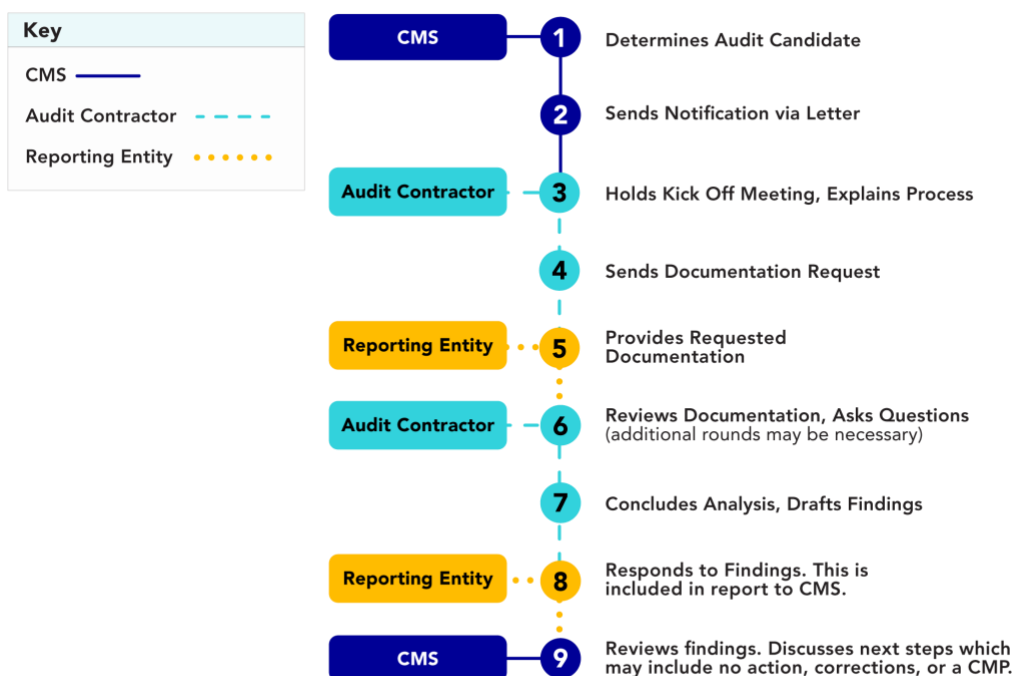 Key
CMS
Audit Contractor
Reporting Entity
CMS
1
Determines Audit Candidate
2
Sends Notification via Letter
Audit Contractor
3
Holds Kick Off Meeting, Explains Process
4
Sends Documentation Request
Reporting Entity
5
Provides Requested
Documentation
Audit Contractor
6
Reviews Documentation, Asks Questions
(additional rounds may be necessary)
7
Concludes Analysis, Drafts Findings
Reporting Entity
8
Responds to Findings. This is
included in report to CMS.
CMS
9
Reviews findings. Discusses next steps which
may include no action, corrections, or a CMP.